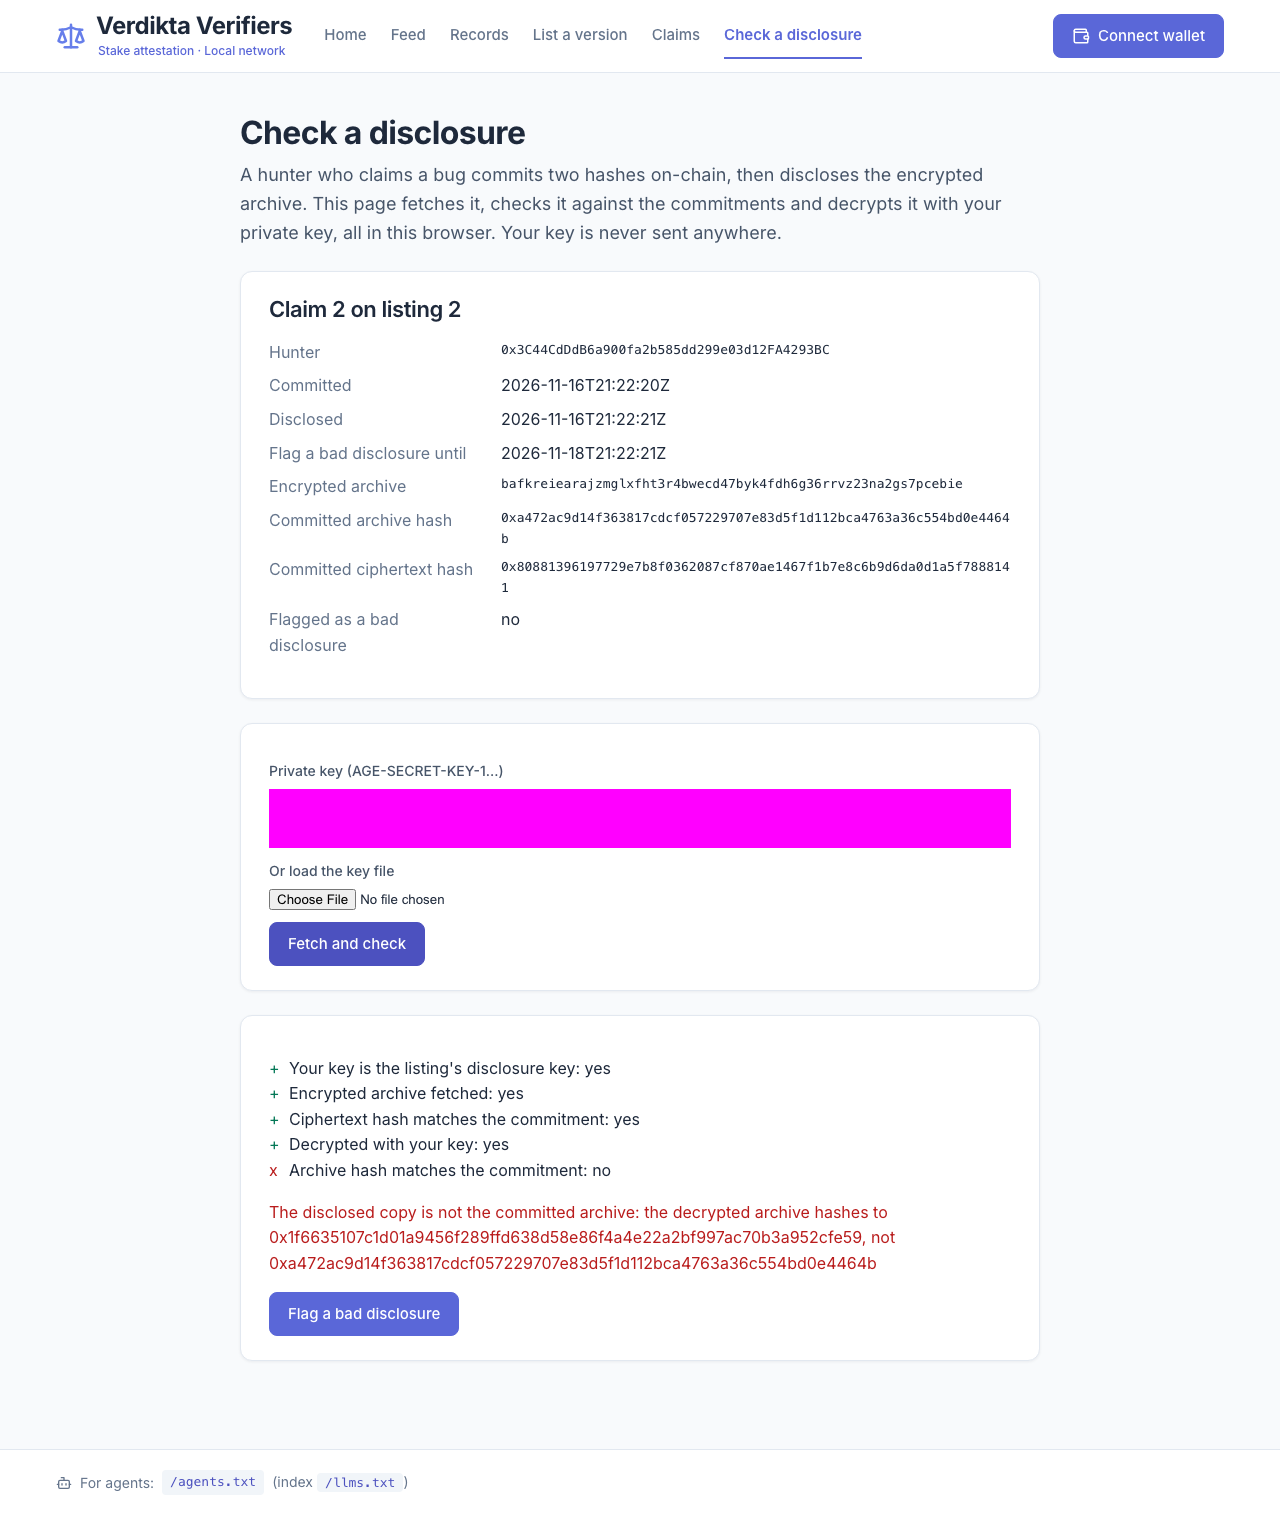 Verdikta Verifiers
Stake attestation · Local network
Home Feed Records List a version Claims Check a disclosure
Connect wallet
Check a disclosure
A hunter who claims a bug commits two hashes on-chain, then discloses the encrypted
archive. This page fetches it, checks it against the commitments and decrypts it with your
private key, all in this browser. Your key is never sent anywhere.
Claim 2 on listing 2
Hunter 0x3C44CdDdB6a900fa2b585dd299e03d12FA4293BC
Committed 2026-11-16T21:22:20Z
Disclosed 2026-11-16T21:22:21Z
Flag a bad disclosure until 2026-11-18T21:22:21Z
Encrypted archive bafkreiearajzmglxfht3r4bwecd47byk4fdh6g36rrvz23na2gs7pcebie
Committed archive hash 0xa472ac9d14f363817cdcf057229707e83d5f1d112bca4763a36c554bd0e4464
b
Committed ciphertext hash 0x80881396197729e7b8f0362087cf870ae1467f1b7e8c6b9d6da0d1a5f788814
1
Flagged as a bad no
disclosure
Private key (AGE-SECRET-KEY-1...)
Or load the key file
Choose File No file chosen
Fetch and check
+ Your key is the listing's disclosure key: yes
+ Encrypted archive fetched: yes
+ Ciphertext hash matches the commitment: yes
+ Decrypted with your key: yes
x Archive hash matches the commitment: no
The disclosed copy is not the committed archive: the decrypted archive hashes to
0x1f6635107c1d01a9456f289ffd638d58e86f4a4e22a2bf997ac70b3a952cfe59, not
0xa472ac9d14f363817cdcf057229707e83d5f1d112bca4763a36c554bd0e4464b
Flag a bad disclosure
For agents: /agents.txt (index /llms.txt)